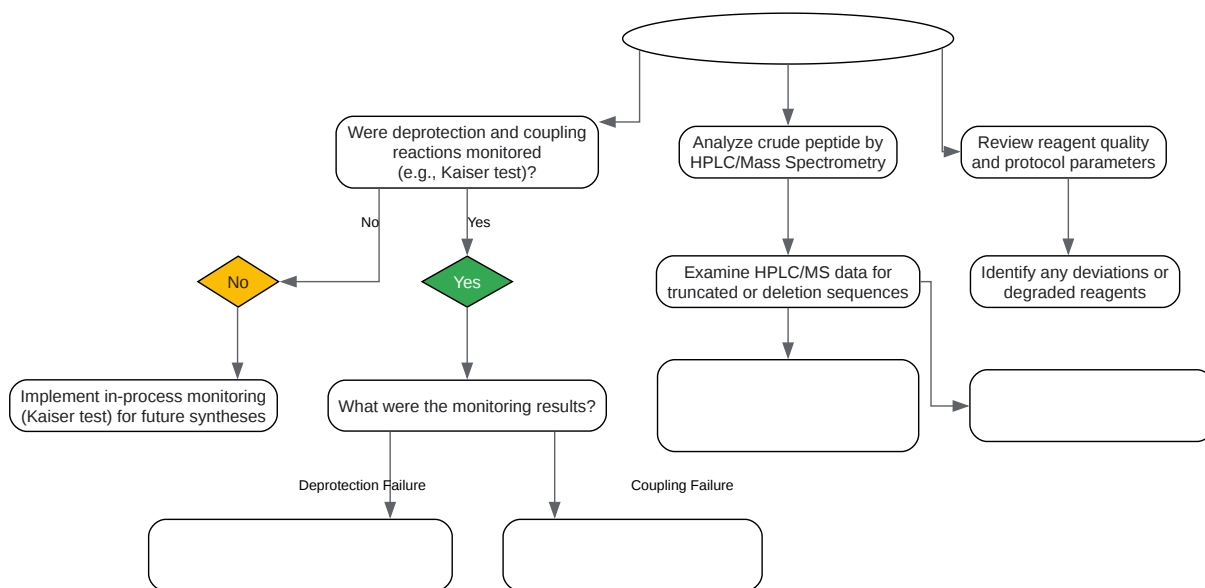 Were deprotection and coupling
reactions monitored
(e.g., Kaiser test)?
Analyze crude peptide by
HPLC/Mass Spectrometry
Review reagent quality
and protocol parameters
No
Yes
No
Yes
Examine HPLC/MS data for
truncated or deletion sequences
Identify any deviations or
degraded reagents
Implement in-process monitoring
(Kaiser test) for future syntheses
What were the monitoring results?
Deprotection Failure
Coupling Failure